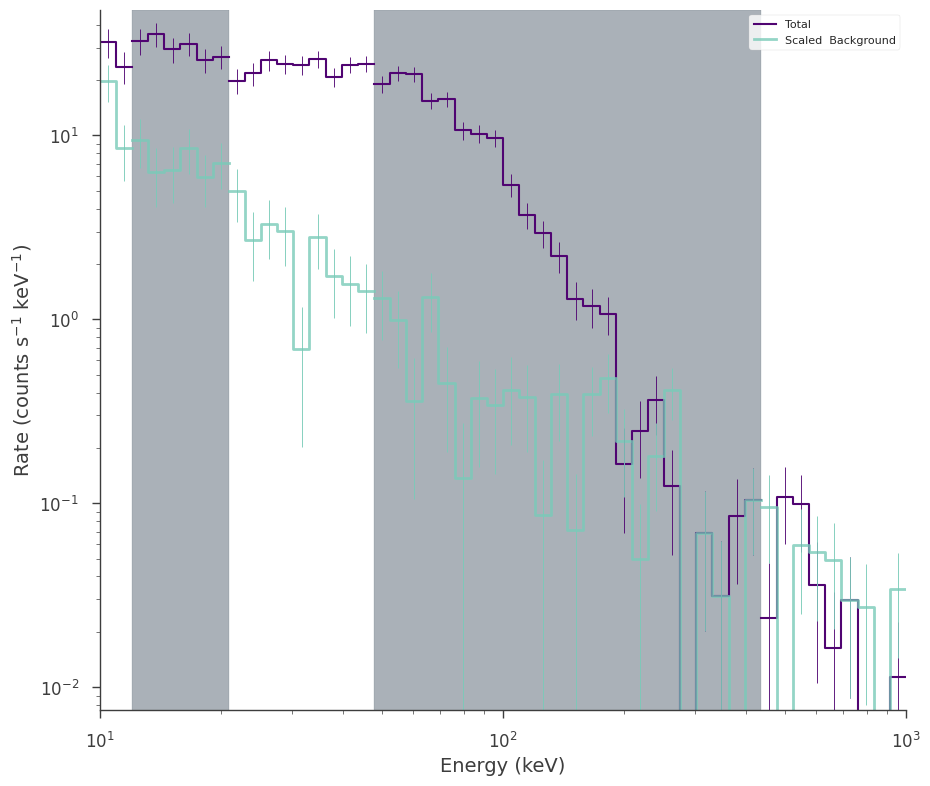 Total
Scaled  Background
10¹
10⁰
10⁻¹
10⁻²
Rate (counts s⁻¹ keV⁻¹)
10¹ 10² 10³
Energy (keV)